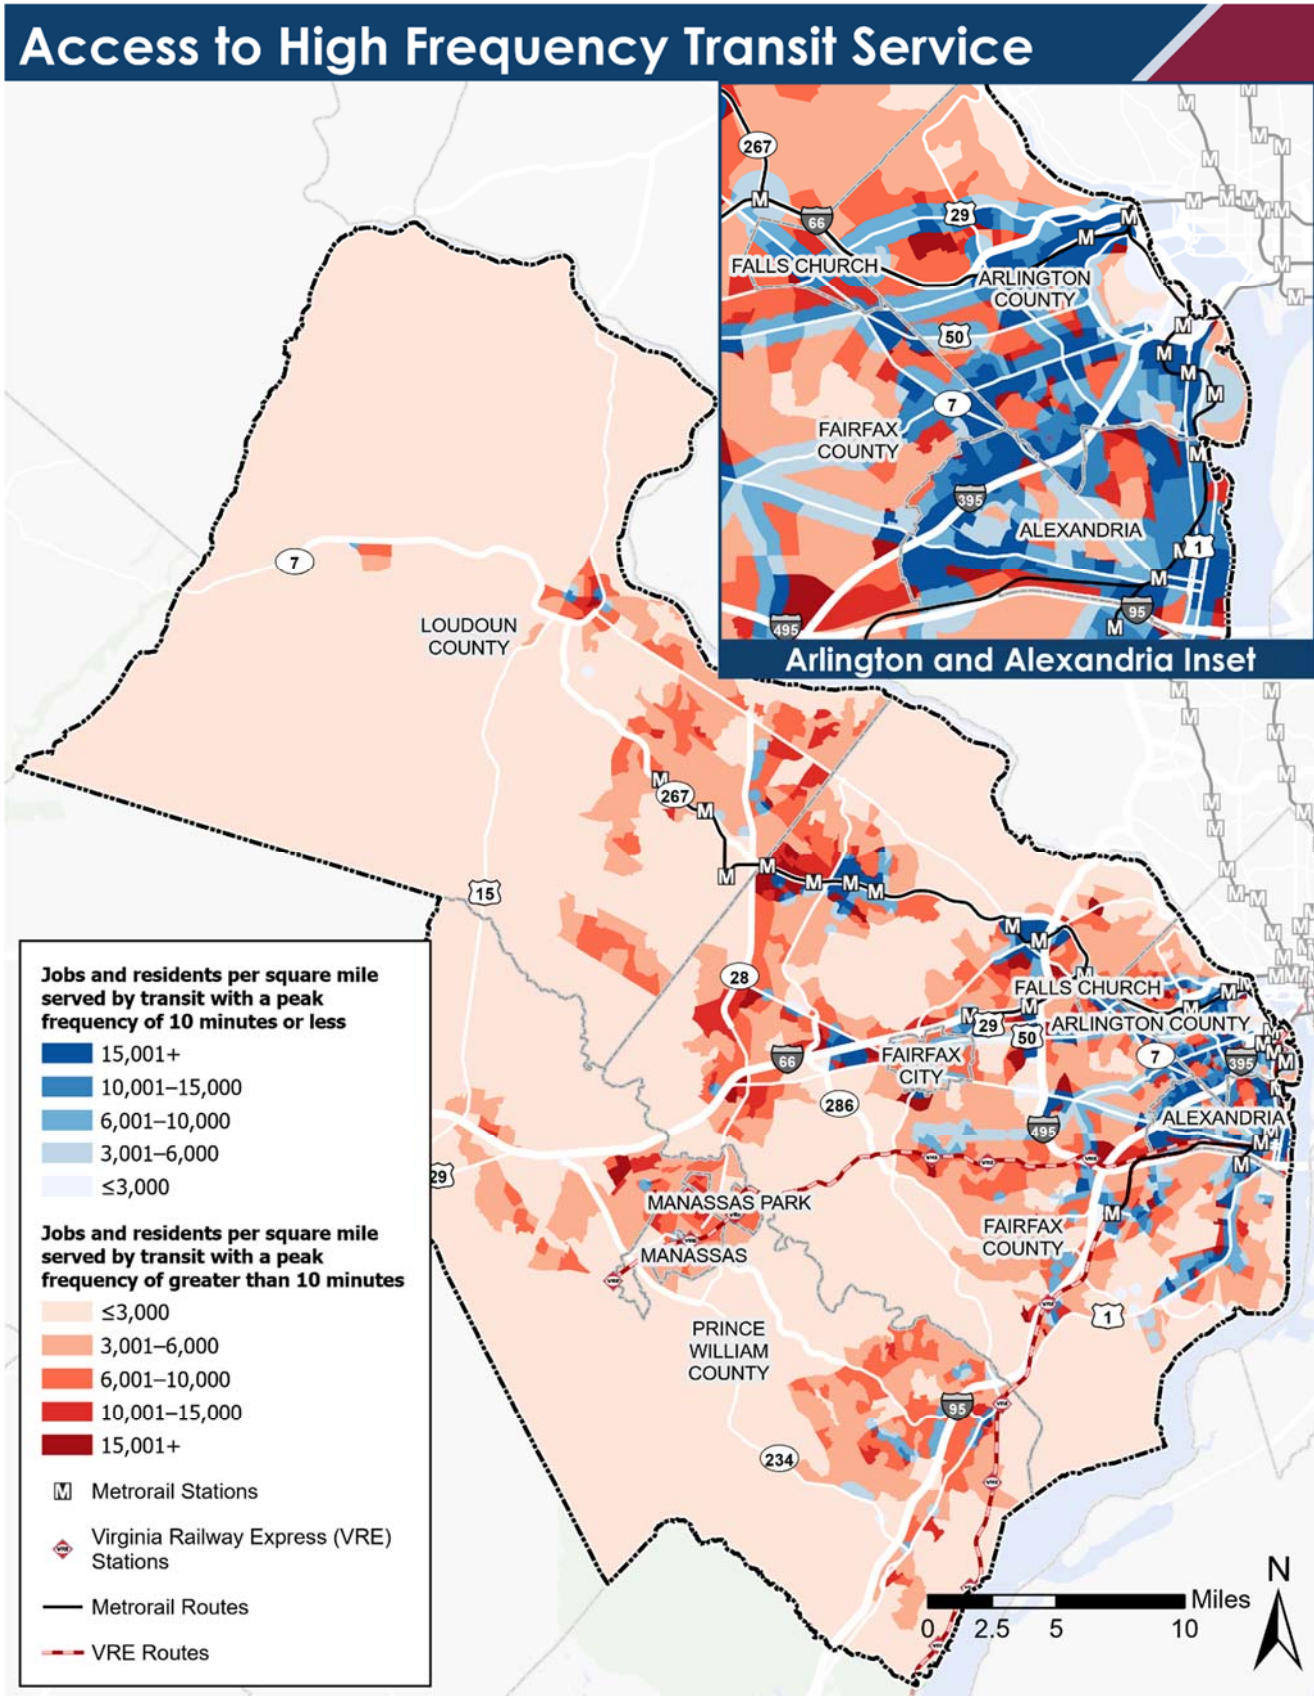 Access to High Frequency Transit Service
267
66
29
FALLS CHURCH
ARLINGTON
COUNTY
50
7
FAIRFAX
COUNTY
395
ALEXANDRIA
1
95
495
Arlington and Alexandria Inset
7
LOUDOUN
COUNTY
267
15
28
FALLS CHURCH
29
50
ARLINGTON COUNTY
66
FAIRFAX
CITY
7
395
286
ALEXANDRIA
495
29
MANASSAS PARK
MANASSAS
FAIRFAX
COUNTY
1
PRINCE
WILLIAM
COUNTY
95
234
Jobs and residents per square mile
served by transit with a peak
frequency of 10 minutes or less
15,001+
10,001–15,000
6,001–10,000
3,001–6,000
≤3,000
Jobs and residents per square mile
served by transit with a peak
frequency of greater than 10 minutes
≤3,000
3,001–6,000
6,001–10,000
10,001–15,000
15,001+
M Metrorail Stations
VRE Virginia Railway Express (VRE)
Stations
Metrorail Routes
VRE Routes
N
Miles
0 2.5 5 10